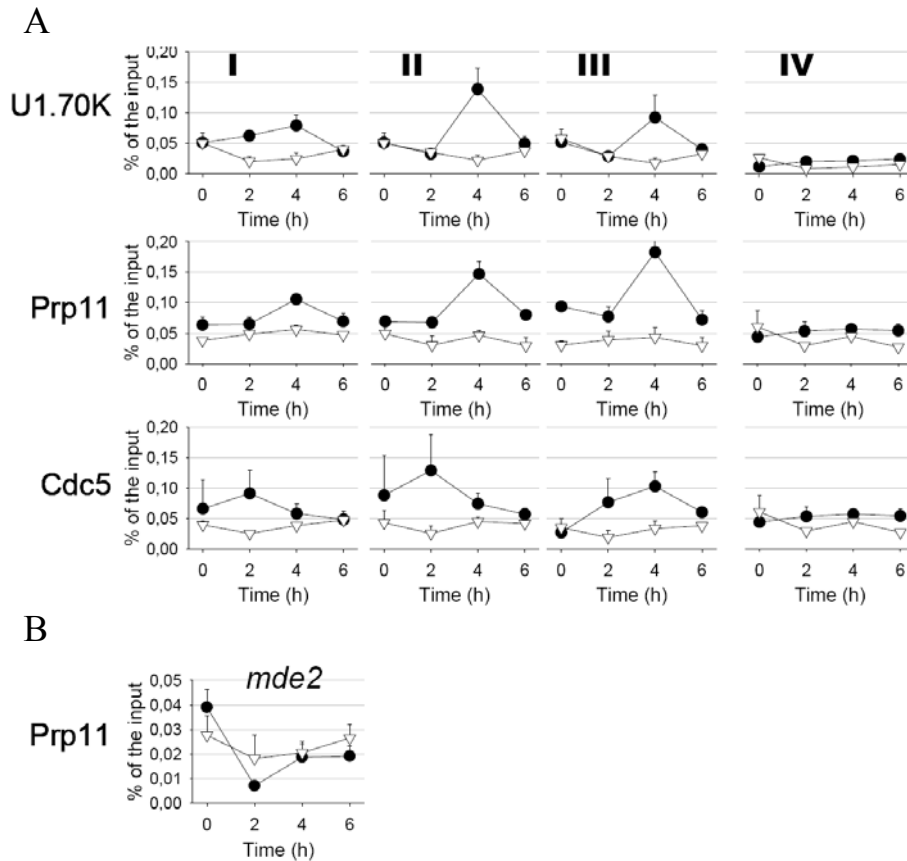 A
I II III IV
U1.70K
% of the input
0,20 0,15 0,10 0,05 0,00
0 2 4 6 0 2 4 6 0 2 4 6 0 2 4 6
Time (h) Time (h) Time (h) Time (h)
Prp11
% of the input
0,20 0,15 0,10 0,05 0,00
0 2 4 6 0 2 4 6 0 2 4 6 0 2 4 6
Time (h) Time (h) Time (h) Time (h)
Cdc5
% of the input
0,20 0,15 0,10 0,05 0,00
0 2 4 6 0 2 4 6 0 2 4 6 0 2 4 6
Time (h) Time (h) Time (h) Time (h)
B
mde2
Prp11
% of the input
0,05 0,04 0,03 0,02 0,01 0,00
0 2 4 6
Time (h)